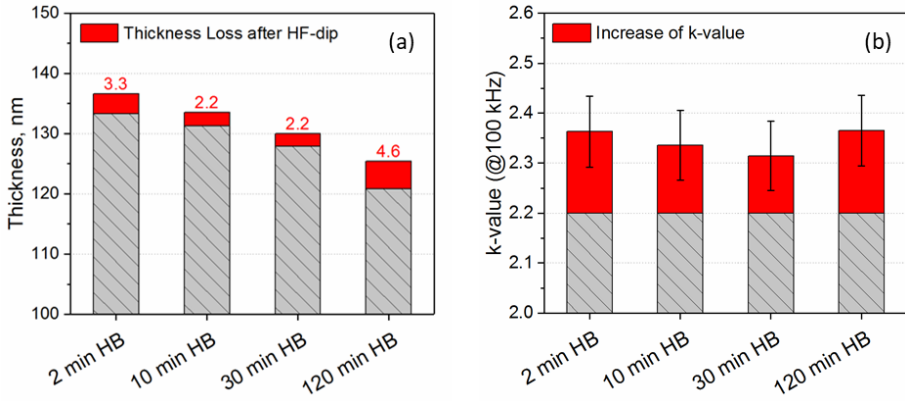 Thickness, nm
150
140
130
120
110
100
Thickness Loss after HF-dip
(a)
3.3
2.2
2.2
4.6
2 min HB
10 min HB
30 min HB
120 min HB
k-value (@100 kHz)
2.6
2.5
2.4
2.3
2.2
2.1
2.0
Increase of k-value
(b)
2 min HB
10 min HB
30 min HB
120 min HB